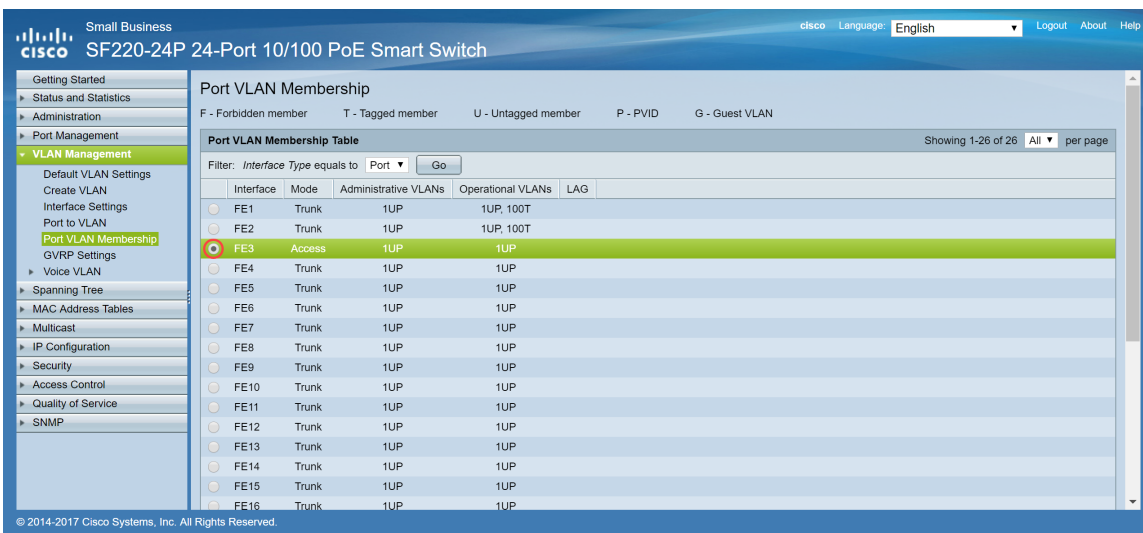 Small Business
cisco
SF220-24P 24-Port 10/100 PoE Smart Switch
cisco Language: English Logout About Help
Getting Started
Status and Statistics
Administration
Port Management
VLAN Management
Default VLAN Settings
Create VLAN
Interface Settings
Port to VLAN
Port VLAN Membership
GVRP Settings
Voice VLAN
Spanning Tree
MAC Address Tables
Multicast
IP Configuration
Security
Access Control
Quality of Service
SNMP
Port VLAN Membership
F - Forbidden member T - Tagged member U - Untagged member P - PVID G - Guest VLAN
Port VLAN Membership Table Showing 1-26 of 26 All per page
Filter: Interface Type equals to Port Go
Interface Mode Administrative VLANs Operational VLANs LAG
FE1 Trunk 1UP 1UP, 100T
FE2 Trunk 1UP 1UP, 100T
FE3 Access 1UP 1UP
FE4 Trunk 1UP 1UP
FE5 Trunk 1UP 1UP
FE6 Trunk 1UP 1UP
FE7 Trunk 1UP 1UP
FE8 Trunk 1UP 1UP
FE9 Trunk 1UP 1UP
FE10 Trunk 1UP 1UP
FE11 Trunk 1UP 1UP
FE12 Trunk 1UP 1UP
FE13 Trunk 1UP 1UP
FE14 Trunk 1UP 1UP
FE15 Trunk 1UP 1UP
FE16 Trunk 1UP 1UP
© 2014-2017 Cisco Systems, Inc. All Rights Reserved.